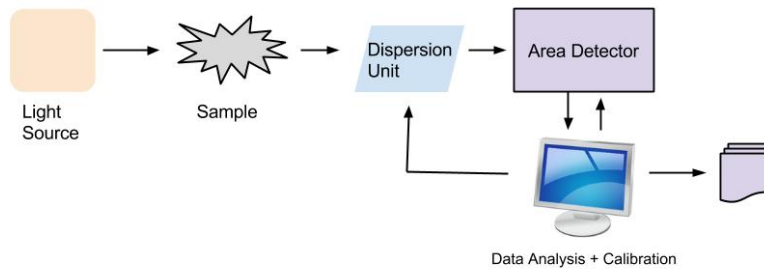 Light
Source
Sample
Dispersion
Unit
Area Detector
Data Analysis + Calibration